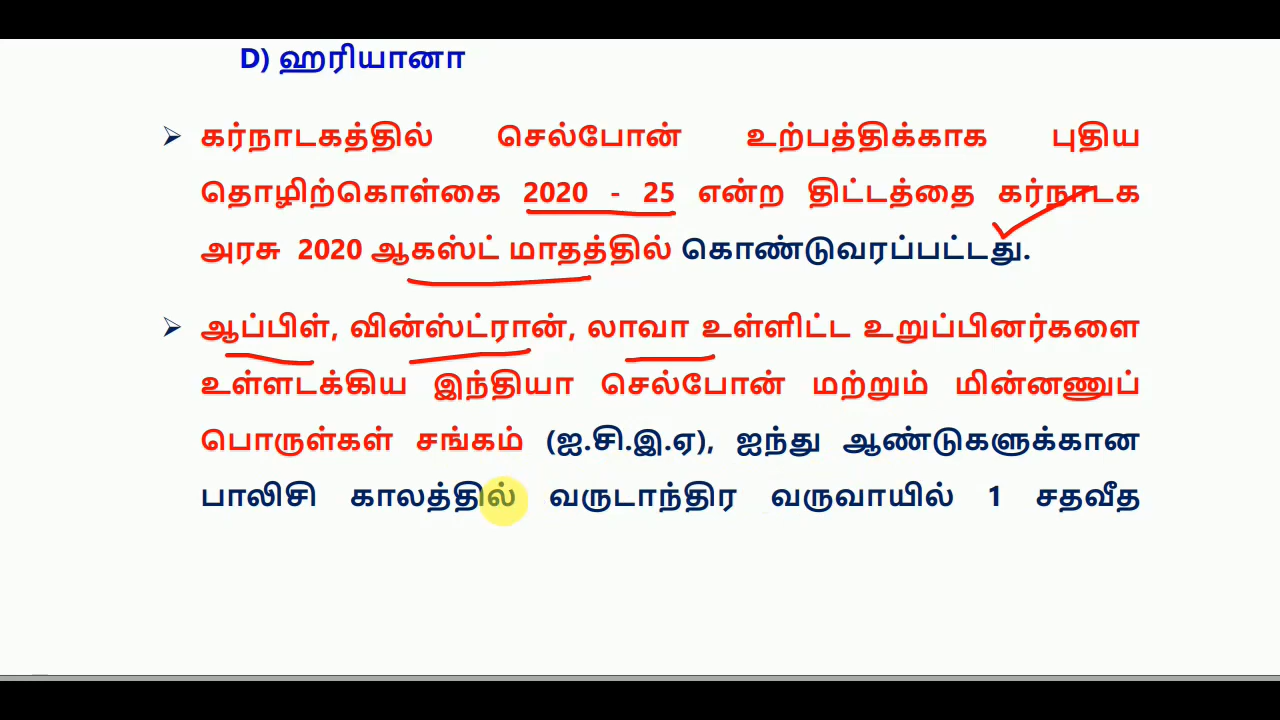 D) ஹரியானா
கர்நாடகத்தில் செல்போன் உற்பத்திக்காக புதிய
தொழிற்கொள்கை 2020 - 25 என்ற திட்டத்தை கர்நாடக
அரசு 2020 ஆகஸ்ட் மாதத்தில் கொண்டுவரப்பட்டது.
ஆப்பிள், வின்ஸ்ட்ரான், லாவா உள்ளிட்ட உறுப்பினர்களை
உள்ளடக்கிய இந்தியா செல்போன் மற்றும் மின்னணுப்
பொருள்கள் சங்கம் (ஐ.சி.இ.ஏ), ஐந்து ஆண்டுகளுக்கான
பாலிசி காலத்தில் வருடாந்திர வருவாயில் 1 சதவீத